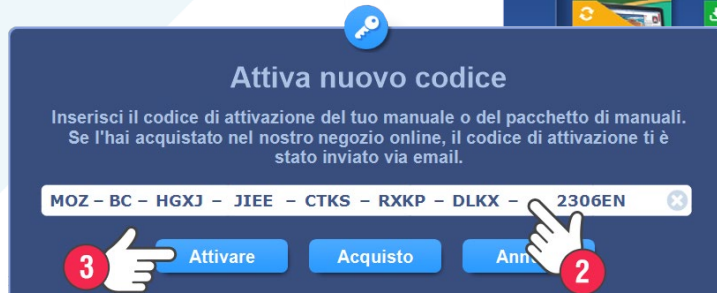 Attiva nuovo codice
Inserisci il codice di attivazione del tuo manuale o del pacchetto di manuali.
Se l'hai acquistato nel nostro negozio online, il codice di attivazione ti è
stato inviato via email.
MOZ – BC – HGXJ – JIEE – CTKS – RXKP – DLKX – 2306EN
3 Attivare Acquisto 2